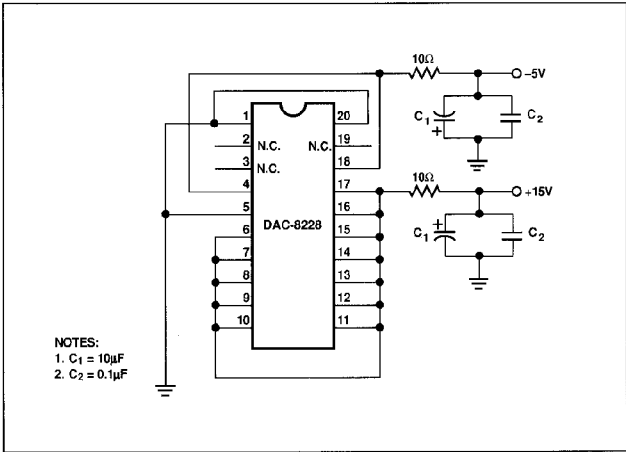 10Ω
–5V
C1
+
C2
1
20
2
N.C.
N.C.
19
3
N.C.
18
4
17
10Ω
+15V
5
16
DAC-8228
6
15
C1
+
C2
7
14
8
13
9
12
10
11
NOTES:
1. C1 = 10µF
2. C2 = 0.1µF